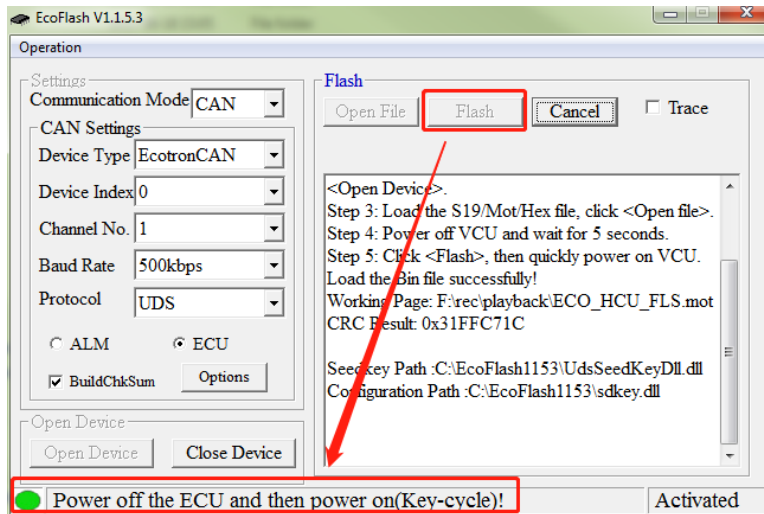 EcoFlash V1.1.5.3
Operation
Settings
Communication Mode CAN
CAN Settings
Device Type EcotronCAN
Device Index 0
Channel No. 1
Baud Rate 500kbps
Protocol UDS
ALM ECU
BuildChkSum Options
Open Device
Open Device Close Device
Flash
Open File Flash Cancel Trace
<Open Device>.
Step 3: Load the S19/Mot/Hex file, click <Open file>.
Step 4: Power off VCU and wait for 5 seconds.
Step 5: Click <Flash>, then quickly power on VCU.
Load the Bin file successfully!
Working Page: F:\rec\playback\ECO_HCU_FLS.mot
CRC Result: 0x31FFC71C
Seedkey Path :C:\EcoFlash1153\UdsSeedKeyDll.dll
Configuration Path :C:\EcoFlash1153\sdkey.dll
Power off the ECU and then power on(Key-cycle)! Activated